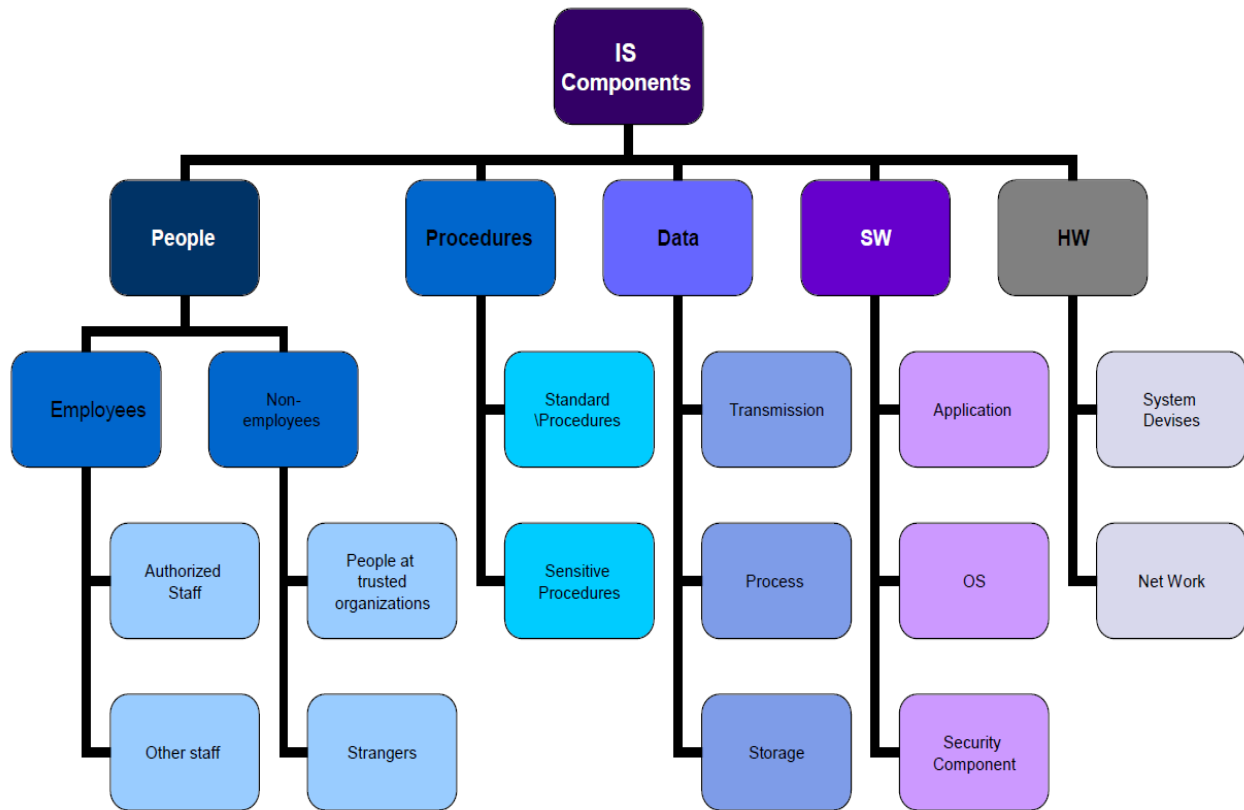 IS
Components
People
Procedures
Data
SW
HW
Employees
Non-
employees
Standard
\Procedures
Transmission
Application
System
Devises
Authorized
Staff
People at
trusted
organizations
Sensitive
Procedures
Process
OS
Net Work
Other staff
Strangers
Storage
Security
Component